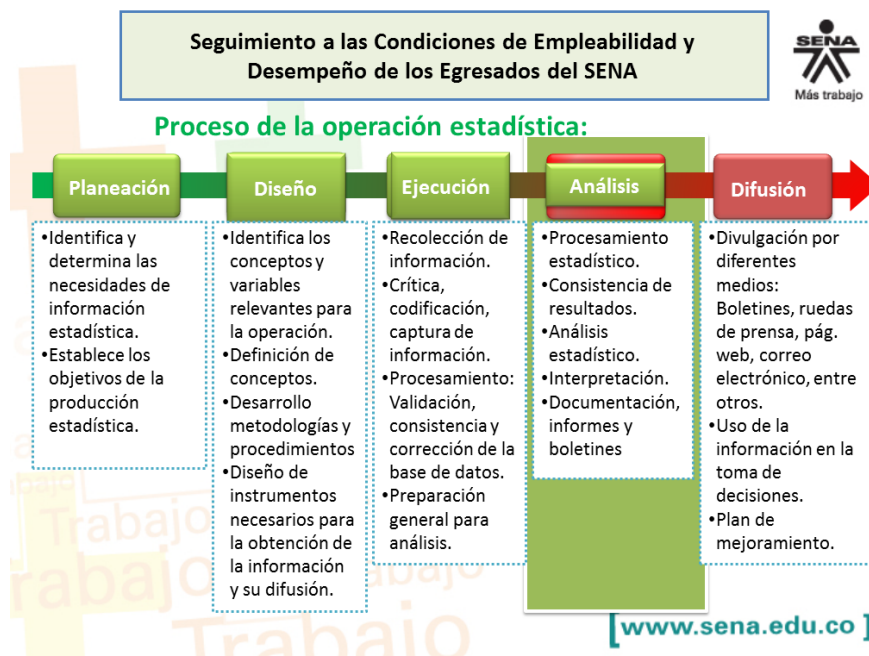 Seguimiento a las Condiciones de Empleabilidad y
Desempeño de los Egresados del SENA
SENA
Más trabajo
Proceso de la operación estadística:
Planeación
Diseño
Ejecución
Análisis
Difusión
•Identifica y
determina las
necesidades de
información
estadística.
•Establece los
objetivos de la
producción
estadística.
•Identifica los
conceptos y
variables
relevantes para
la operación.
•Definición de
conceptos.
•Desarrollo
metodologías y
procedimientos
•Diseño de
instrumentos
necesarios para
la obtención de
la información
y su difusión.
•Recolección de
información.
•Crítica,
codificación,
captura de
información.
•Procesamiento:
Validación,
consistencia y
corrección de la
base de datos.
•Preparación
general para
análisis.
•Procesamiento
estadístico.
•Consistencia de
resultados.
•Análisis
estadístico.
•Interpretación.
•Documentación,
informes y
boletines
•Divulgación por
diferentes
medios:
Boletines, ruedas
de prensa, pág.
web, correo
electrónico, entre
otros.
•Uso de la
información en la
toma de
decisiones.
•Plan de
mejoramiento.
Trabajo
rabajo
abajo
Trabajo
[www.sena.edu.co]